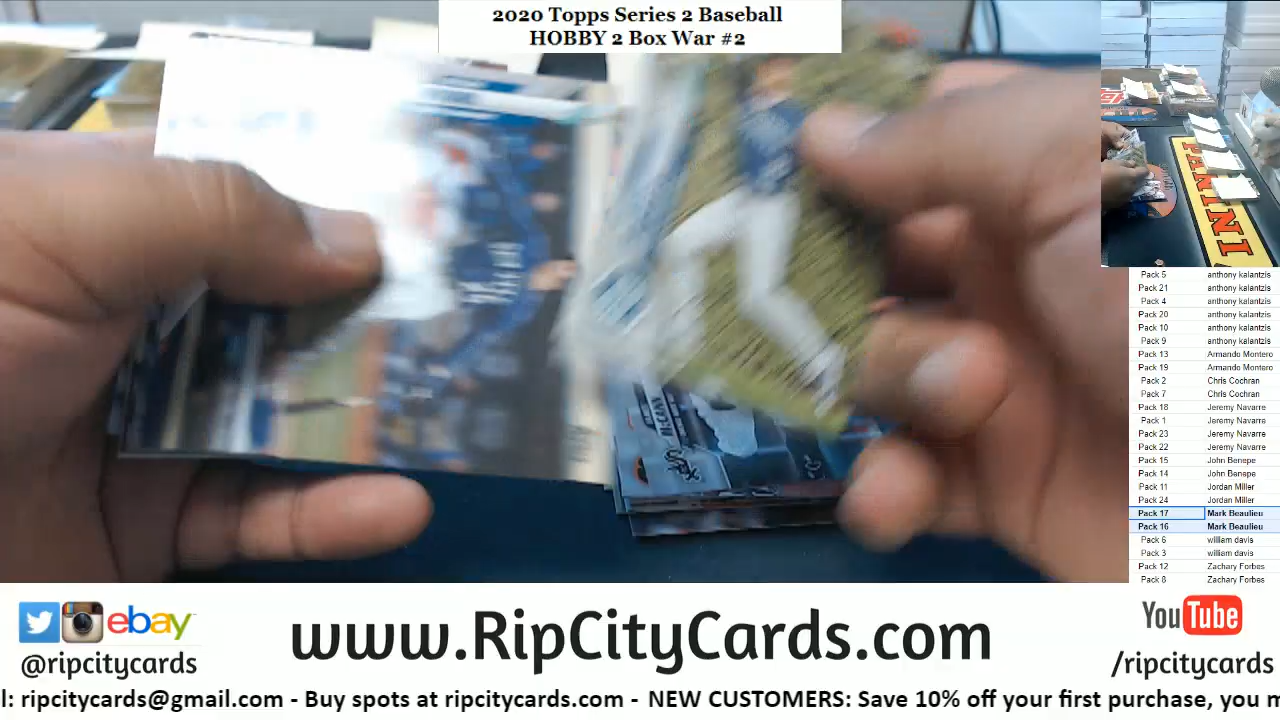 2020 Topps Series 2 Baseball
HOBBY 2 Box War #2
PANINI
Pack 5 anthony kalantzis
Pack 21 anthony kalantzis
Pack 4 anthony kalantzis
Pack 20 anthony kalantzis
Pack 10 anthony kalantzis
Pack 9 anthony kalantzis
Pack 13 Armando Montero
Pack 19 Armando Montero
Pack 2 Chris Cochran
Pack 7 Chris Cochran
Pack 18 Jeremy Navarre
Pack 1 Jeremy Navarre
Pack 23 Jeremy Navarre
Pack 22 Jeremy Navarre
Pack 15 John Benepe
Pack 14 John Benepe
Pack 11 Jordan Miller
Pack 24 Jordan Miller
Pack 17 Mark Beaulieu
Pack 16 Mark Beaulieu
Pack 6 william davis
Pack 3 william davis
Pack 12 Zachary Forbes
Pack 8 Zachary Forbes
McCANN
ebay
@ripcitycards
www.RipCityCards.com
YouTube
/ripcitycards
l: ripcitycards@gmail.com - Buy spots at ripcitycards.com - NEW CUSTOMERS: Save 10% off your first purchase, you m